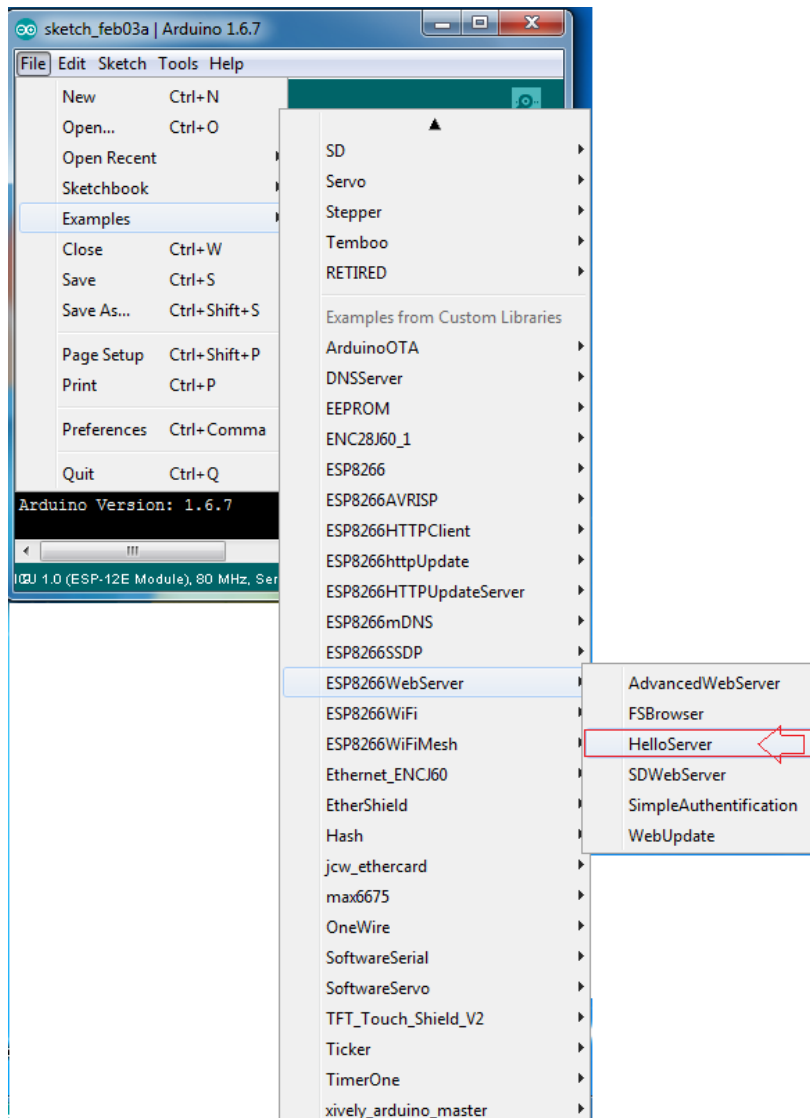 sketch_feb03a | Arduino 1.6.7
File Edit Sketch Tools Help
New Ctrl+N
Open... Ctrl+O
Open Recent
Sketchbook
Examples
Close Ctrl+W
Save Ctrl+S
Save As... Ctrl+Shift+S
Page Setup Ctrl+Shift+P
Print Ctrl+P
Preferences Ctrl+Comma
Quit Ctrl+Q
Arduino Version: 1.6.7
1.0 (ESP-12E Module), 80 MHz, Ser
SD
Servo
Stepper
Temboo
RETIRED
Examples from Custom Libraries
ArduinoOTA
DNSServer
EEPROM
ENC28J60_1
ESP8266
ESP8266AVRISP
ESP8266HTTPClient
ESP8266httpUpdate
ESP8266HTTPUpdateServer
ESP8266mDNS
ESP8266SSDP
ESP8266WebServer
ESP8266WiFi
ESP8266WiFiMesh
Ethernet_ENCJ60
EtherShield
Hash
jcw_ethercard
max6675
OneWire
SoftwareSerial
SoftwareServo
TFT_Touch_Shield_V2
Ticker
TimerOne
xively_arduino_master
AdvancedWebServer
FSBrowser
HelloServer
SDWebServer
SimpleAuthentification
WebUpdate